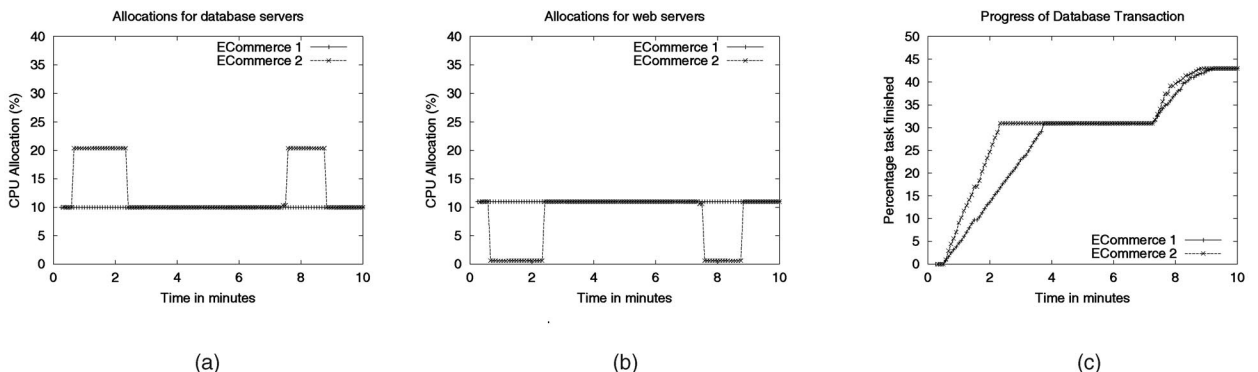 Allocations for database servers
CPU Allocation (%)
40
35
30
25
20
15
10
5
0
ECommerce 1
ECommerce 2
0 2 4 6 8 10
Time in minutes
(a)
Allocations for web servers
CPU Allocation (%)
40
35
30
25
20
15
10
5
0
ECommerce 1
ECommerce 2
0 2 4 6 8 10
Time in minutes
(b)
Progress of Database Transaction
Percentage task finished
50
45
40
35
30
25
20
15
10
5
0
ECommerce 1
ECommerce 2
0 2 4 6 8 10
Time in minutes
(c)